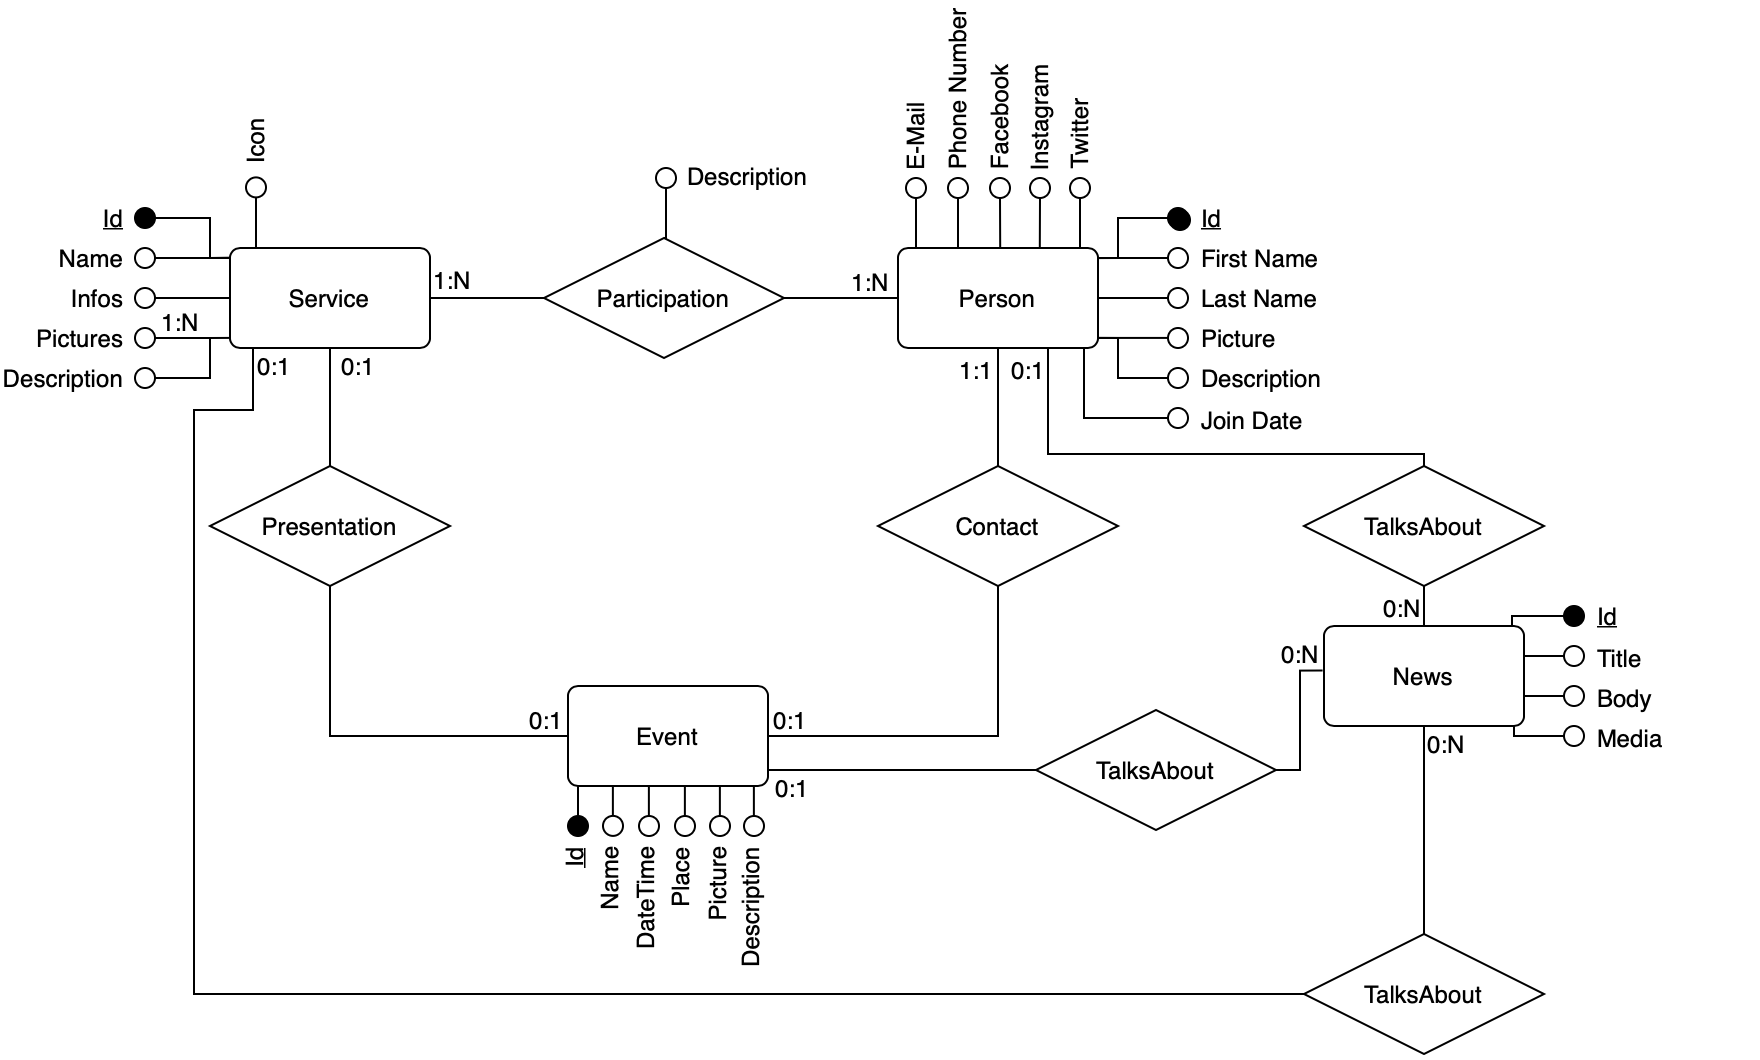 E-Mail
Phone Number
Facebook
Instagram
Twitter
Icon
Description
Id
Name
Infos
Pictures
1:N
Description
Service
1:N
Participation
1:N
Person
Id
First Name
Last Name
Picture
Description
Join Date
0:1
0:1
1:1
0:1
Presentation
Contact
TalksAbout
0:N
Id
Title
Body
Media
0:N
News
0:N
0:1
Event
0:1
0:1
TalksAbout
Id
Name
DateTime
Place
Picture
Description
TalksAbout